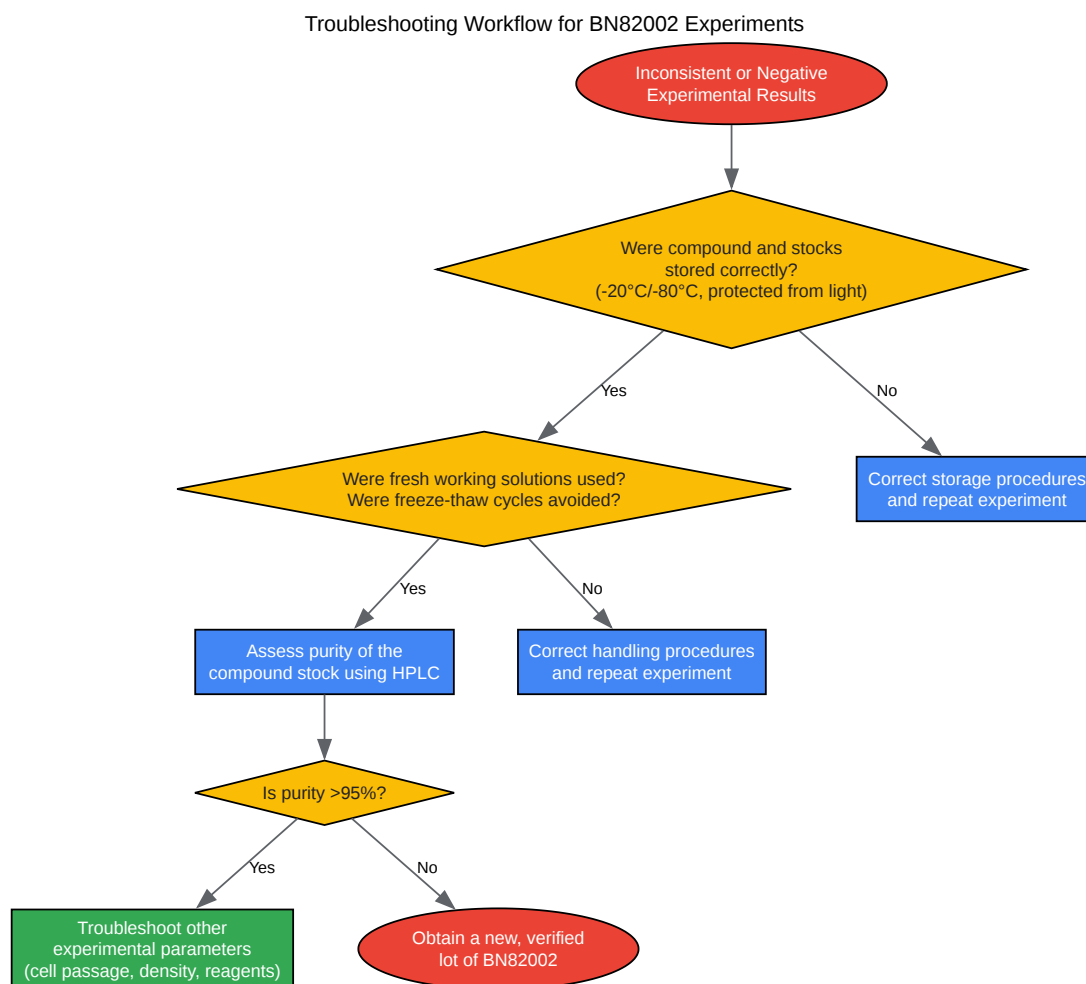 Troubleshooting Workflow for BN82002 Experiments
Inconsistent or Negative
Experimental Results
Were compound and stocks
stored correctly?
(-20°C/-80°C, protected from light)
Yes
No
Were fresh working solutions used?
Were freeze-thaw cycles avoided?
Correct storage procedures
and repeat experiment
Yes
No
Assess purity of the
compound stock using HPLC
Correct handling procedures
and repeat experiment
Is purity >95%?
Yes
No
Troubleshoot other
experimental parameters
(cell passage, density, reagents)
Obtain a new, verified
lot of BN82002